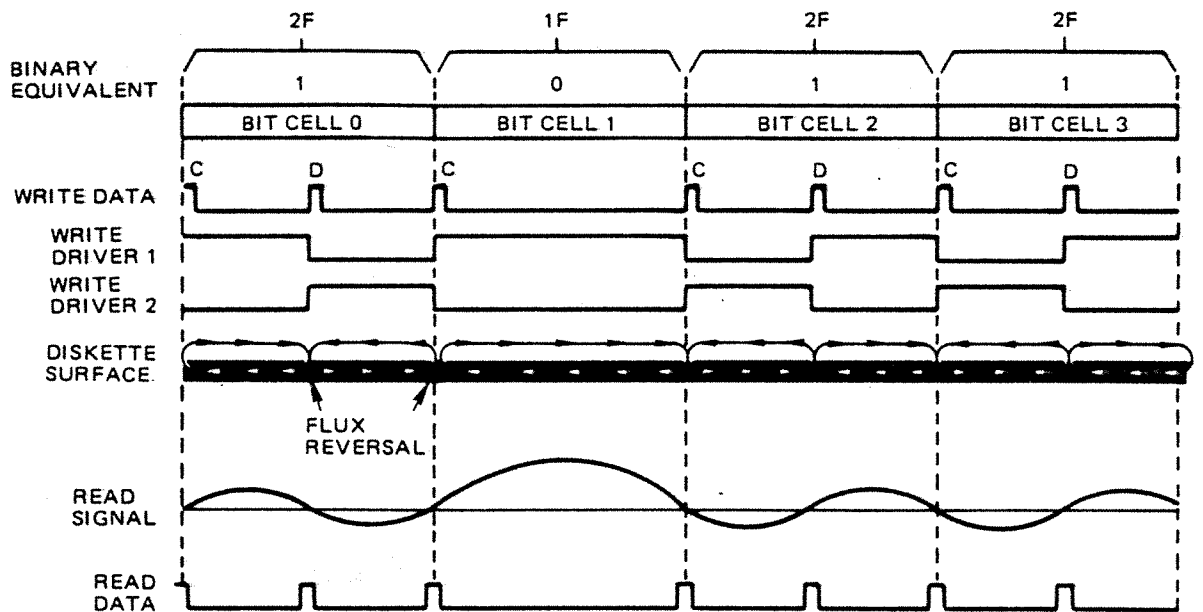 2F 1F 2F 2F
BINARY
EQUIVALENT
1 0 1 1
BIT CELL 0 BIT CELL 1 BIT CELL 2 BIT CELL 3
C D C C D C D
WRITE DATA
WRITE
DRIVER 1
WRITE
DRIVER 2
DISKETTE
SURFACE.
FLUX
REVERSAL
READ
SIGNAL
READ
DATA